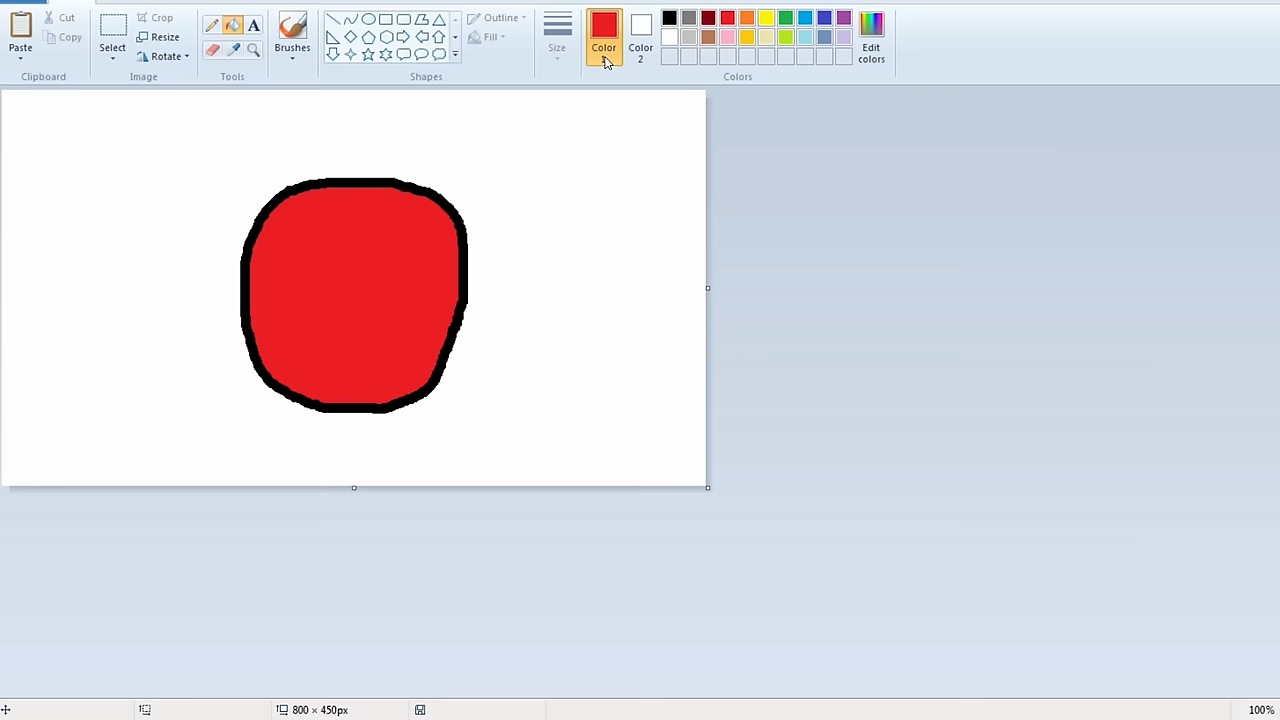 Paste
Cut
Copy
Clipboard
Select
Crop
Resize
Rotate
Image
A
Tools
Brushes
Shapes
Outline
Fill
Size
Color
Color
2
Edit
colors
Colors
800 × 450px
100%